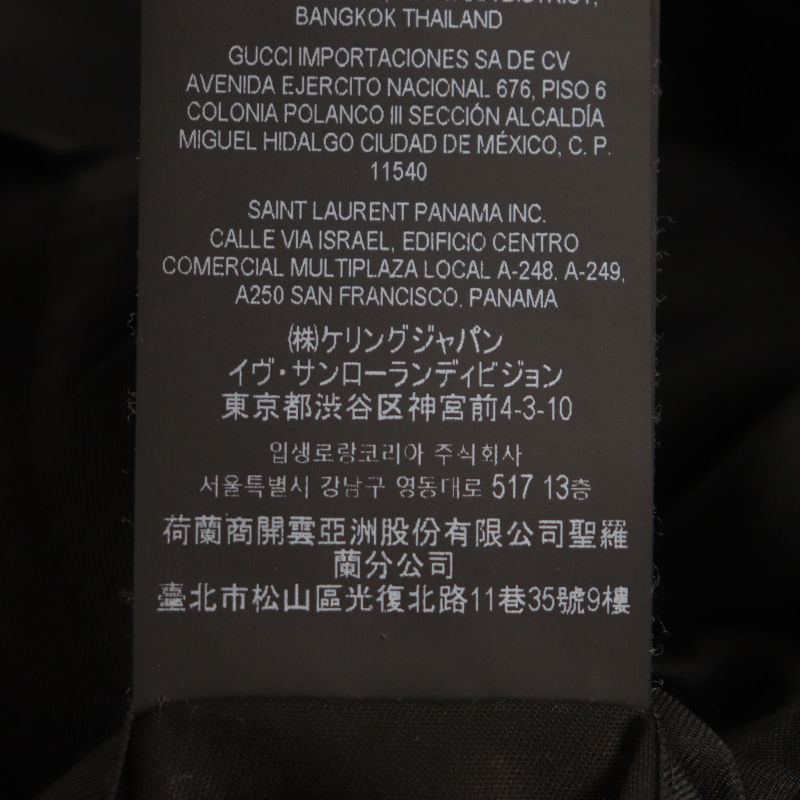 DISTRICT,
BANGKOK THAILAND
GUCCI IMPORTACIONES SA DE CV
AVENIDA EJERCITO NACIONAL 676, PISO 6
COLONIA POLANCO III SECCIÓN ALCALDÍA
MIGUEL HIDALGO CIUDAD DE MÉXICO, C. P.
11540
SAINT LAURENT PANAMA INC.
CALLE VIA ISRAEL, EDIFICIO CENTRO
COMERCIAL MULTIPLAZA LOCAL A-248, A-249,
A250 SAN FRANCISCO, PANAMA
㈱ケリングジャパン
イヴ・サンローランディビジョン
東京都渋谷区神宮前4-3-10
입생로랑코리아 주식회사
서울특별시 강남구 영동대로 517 13층
荷蘭商開雲亞洲股份有限公司聖羅
蘭分公司
臺北市松山區光復北路11巷35號9樓